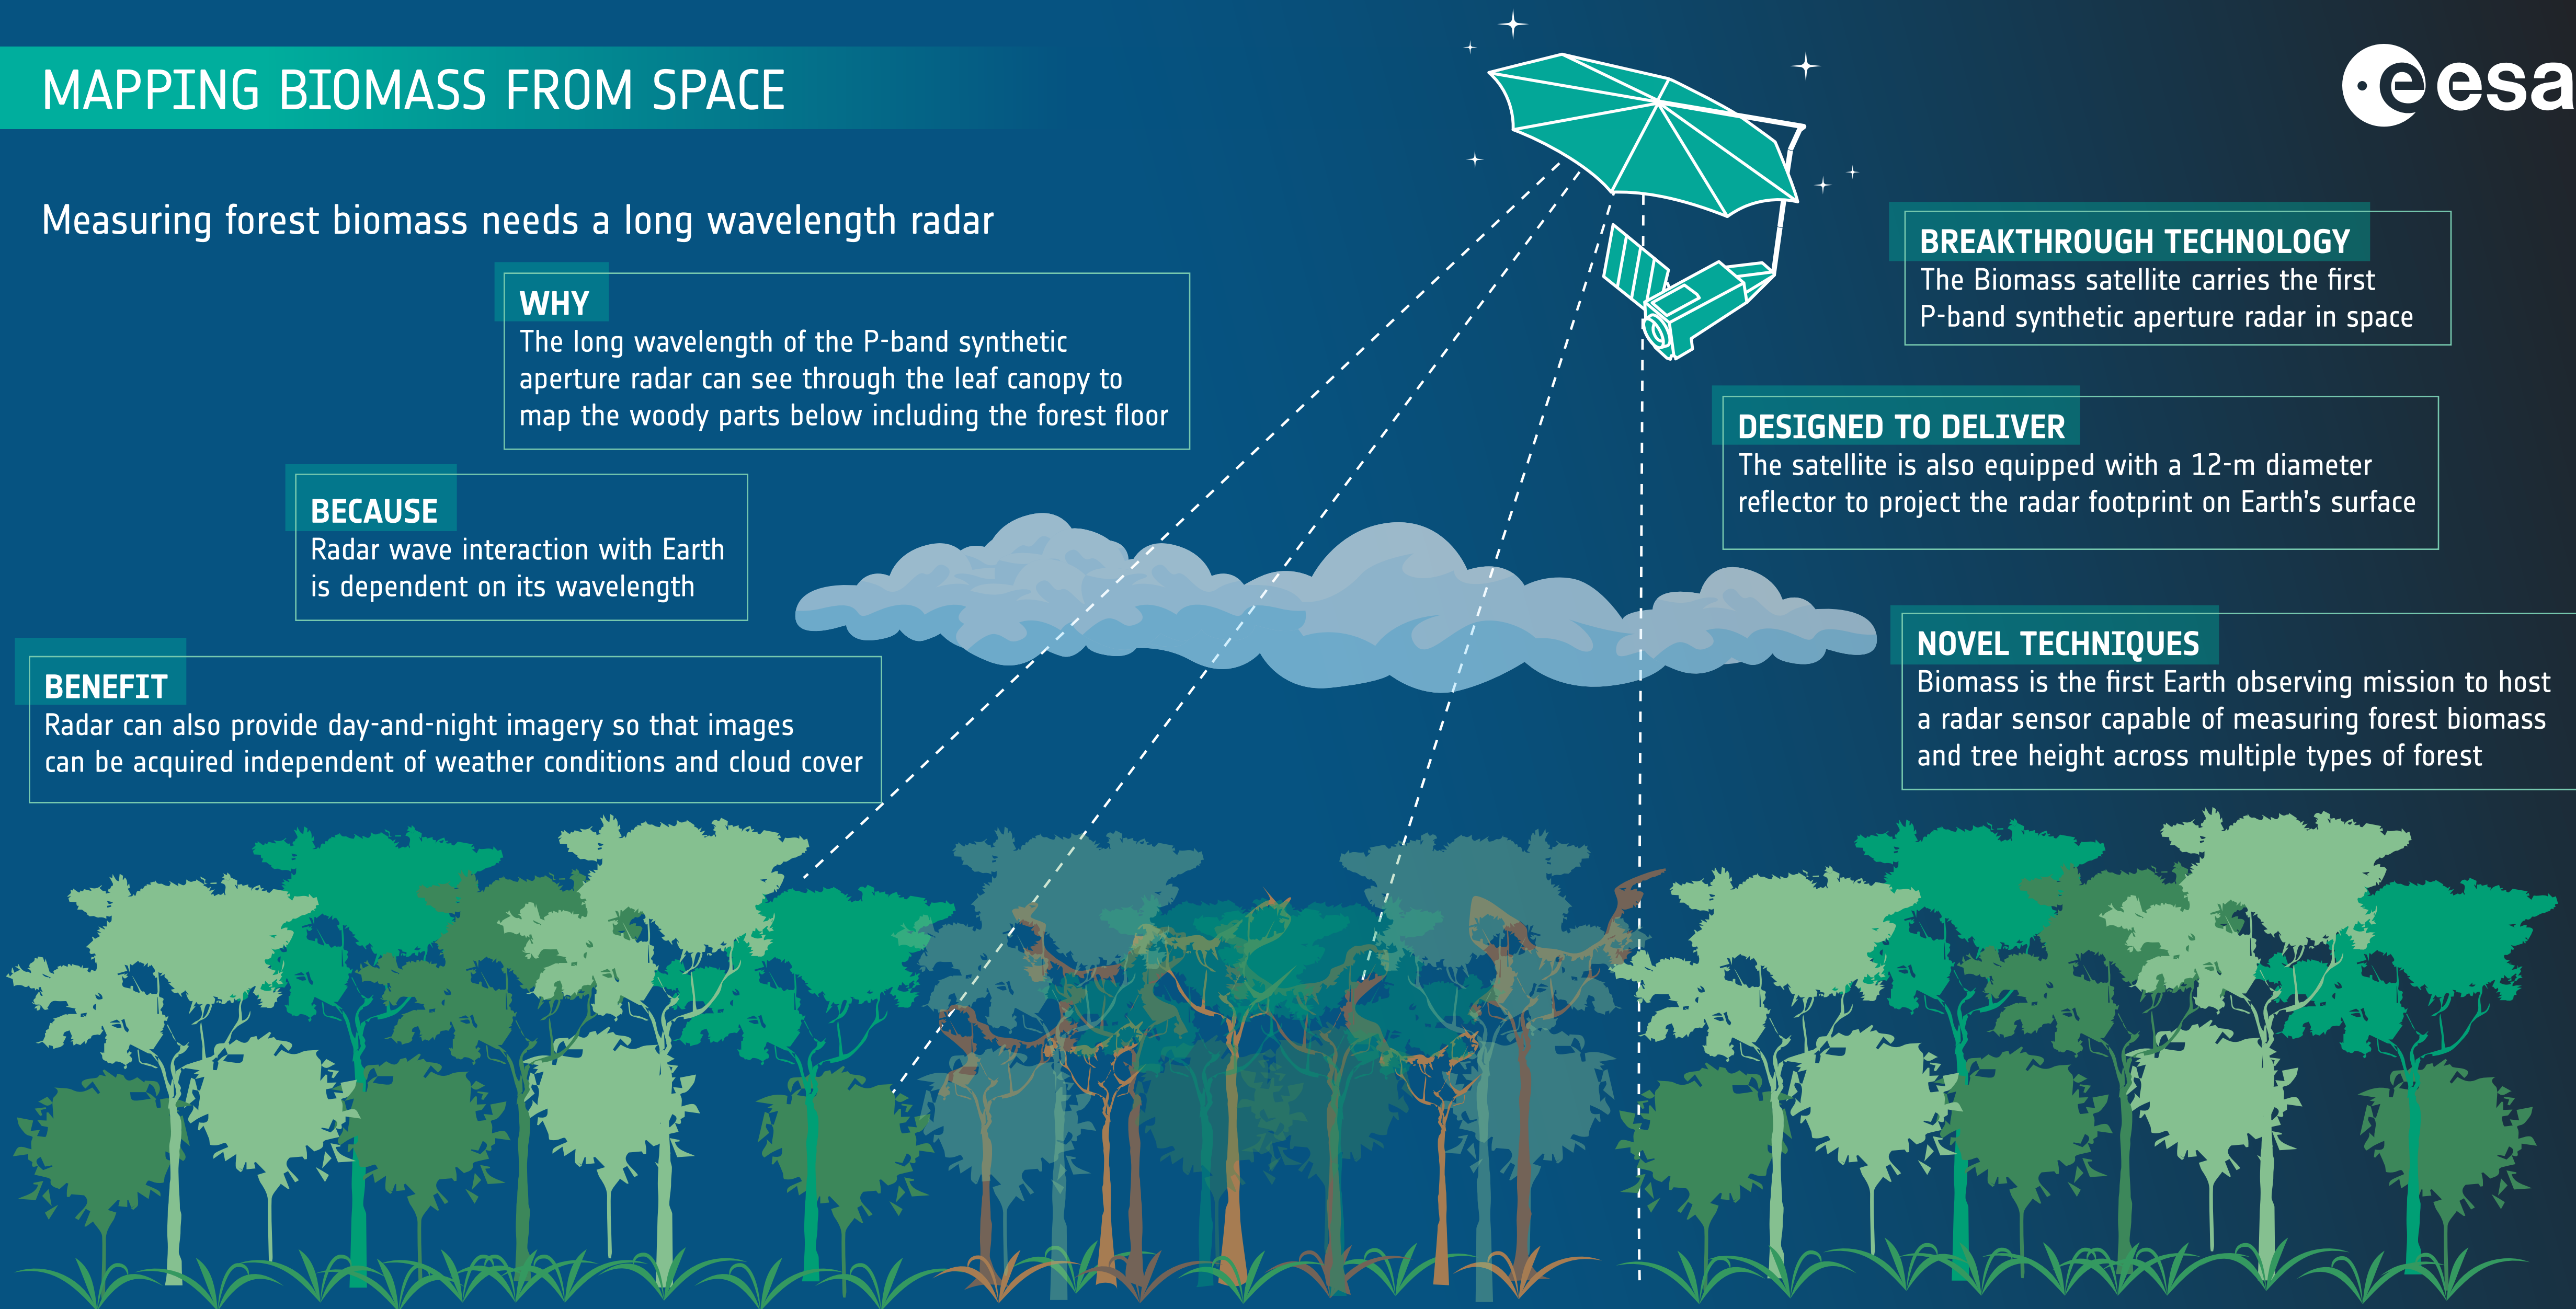 MAPPING BIOMASS FROM SPACE
esa
Measuring forest biomass needs a long wavelength radar
WHY
The long wavelength of the P-band synthetic
aperture radar can see through the leaf canopy to
map the woody parts below including the forest floor
BECAUSE
Radar wave interaction with Earth
is dependent on its wavelength
BENEFIT
Radar can also provide day-and-night imagery so that images
can be acquired independent of weather conditions and cloud cover
BREAKTHROUGH TECHNOLOGY
The Biomass satellite carries the first
P-band synthetic aperture radar in space
DESIGNED TO DELIVER
The satellite is also equipped with a 12-m diameter
reflector to project the radar footprint on Earth's surface
NOVEL TECHNIQUES
Biomass is the first Earth observing mission to host
a radar sensor capable of measuring forest biomass
and tree height across multiple types of forest